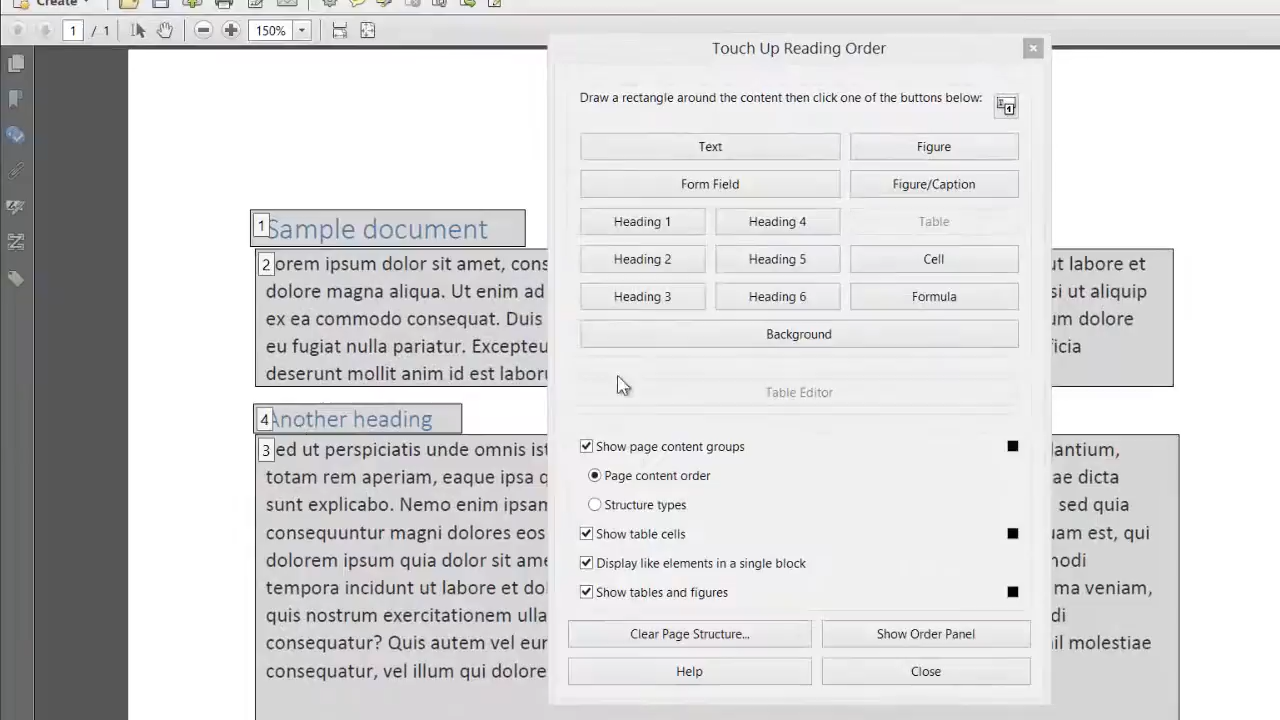 Create
1 / 1
150%
Touch Up Reading Order
Draw a rectangle around the content then click one of the buttons below:
Text
Figure
Form Field
Figure/Caption
Heading 1
Heading 4
Table
Heading 2
Heading 5
Cell
Heading 3
Heading 6
Formula
Background
Table Editor
Show page content groups
Page content order
Structure types
Show table cells
Display like elements in a single block
Show tables and figures
Clear Page Structure...
Show Order Panel
Help
Close
1 Sample document
2 orem ipsum dolor sit amet, cons ut labore et
dolore magna aliqua. Ut enim ad si ut aliquip
ex ea commodo consequat. Duis um dolore
eu fugiat nulla pariatur. Excepteu ficia
deserunt mollit anim id est laboru
4 Another heading
3 ed ut perspiciatis unde omnis ist antium,
totam rem aperiam, eaque ipsa q ae dicta
sunt explicabo. Nemo enim ipsam sed quia
consequuntur magni dolores eos uam est, qui
dolorem ipsum quia dolor sit ame modi
tempora incidunt ut labore et do ma veniam,
quis nostrum exercitationem ulla
consequatur? Quis autem vel eur il molestiae
consequatur, vel illum qui dolore